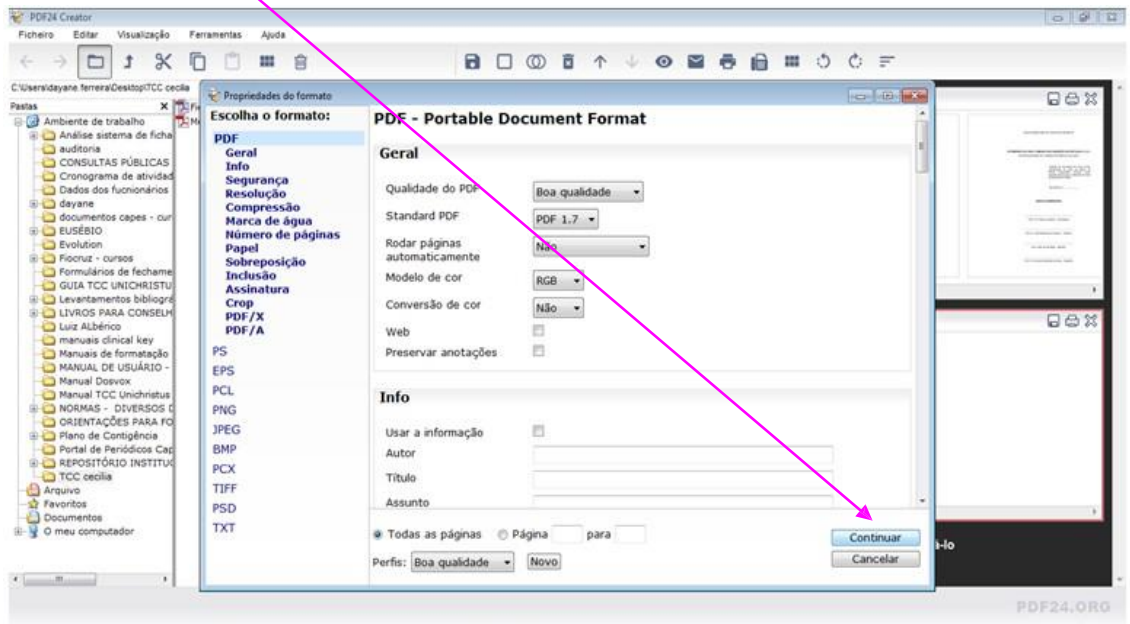 PDF24 Creator
Ficheiro Editar Visualização Ferramentas Ajuda
C:\Users\dayane.ferreira\Desktop\TCC cecilia
Pastas
Ambiente de trabalho
Análise sistema de ficha
auditoria
CONSULTAS PÚBLICAS
Cronograma de atividad
Dados dos fucnionários
dayane
documentos capes - cur
EUSÉBIO
Evolution
Fiocruz - cursos
Formulários de fechame
GUIA TCC UNICHRISTU
Levantamentos bibliográ
LIVROS PARA CONSELH
Luiz ALbérico
manuais clinical key
Manuais de formatação
MANUAL DE USUÁRIO -
Manual Dosvox
Manual TCC Unichristus
NORMAS - DIVERSOS D
ORIENTAÇÕES PARA FO
Plano de Contigência
Portal de Periódicos Cap
REPOSITÓRIO INSTITUC
TCC cecilia
Arquivo
Favoritos
Documentos
O meu computador
Propriedades do formato
Escolha o formato:
PDF
Geral
Info
Segurança
Resolução
Compressão
Marca de água
Número de páginas
Papel
Sobreposição
Inclusão
Assinatura
Crop
PDF/X
PDF/A
PS
EPS
PCL
PNG
JPEG
BMP
PCX
TIFF
PSD
TXT
PDF - Portable Document Format
Geral
Qualidade do PDF Boa qualidade
Standard PDF PDF 1.7
Rodar páginas
automaticamente Não
Modelo de cor RGB
Conversão de cor Não
Web
Preservar anotações
Info
Usar a informação
Autor
Título
Assunto
Todas as páginas Página para
Perfis: Boa qualidade Novo
Continuar
Cancelar
à-lo
PDF24.ORG